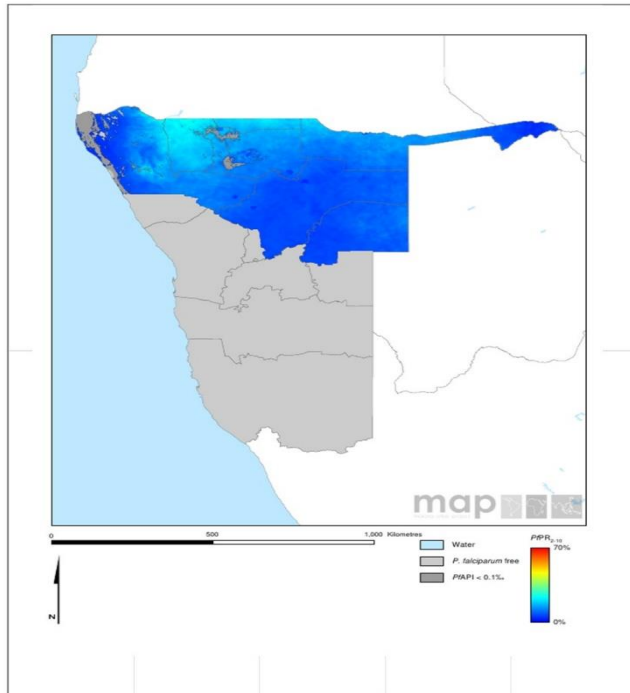 map
0 500 1,000 Kilometres
Water
P. falciparum free
PfAPI < 0.1‰
PfPR2-10
70%
0%
N